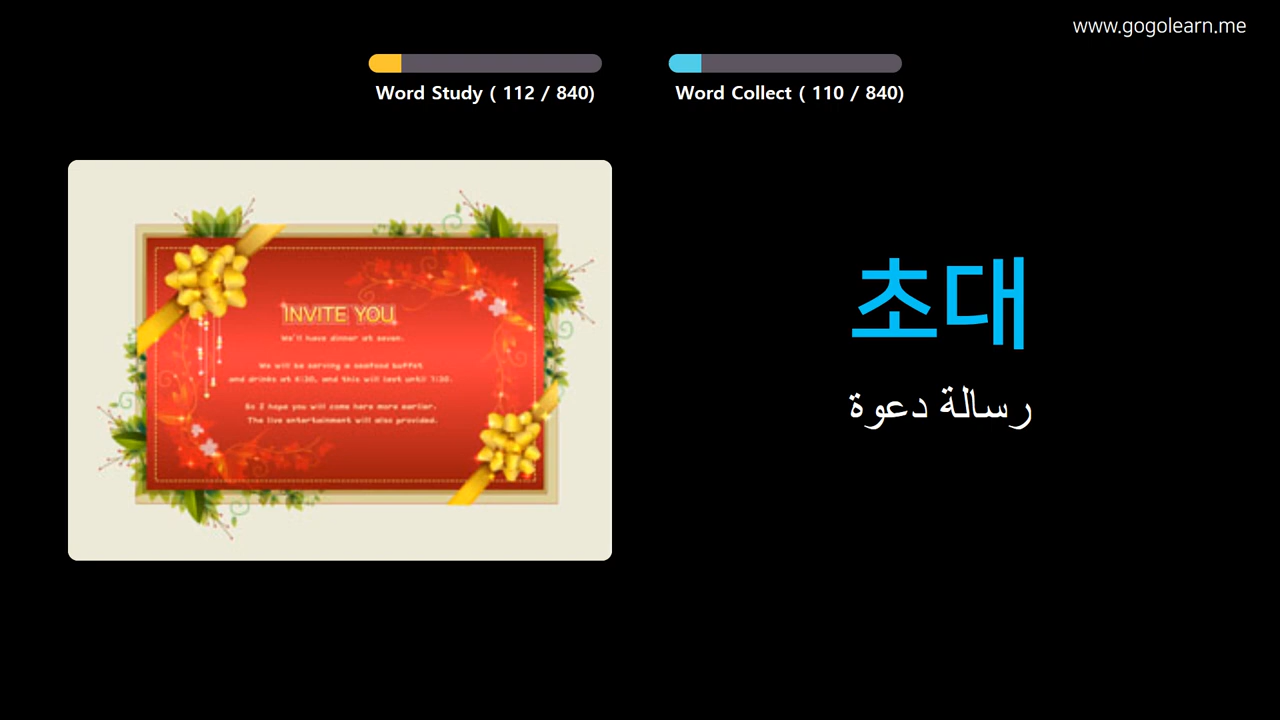 www.gogolearn.me
Word Study ( 112 / 840)
Word Collect ( 110 / 840)
INVITE YOU
We'll have dinner at seven.
We will be serving a seafood buffet
and drinks at 6:30, and this will last until 1:30.
So I hope you will come here more earlier.
The live entertainment will also provided.
초대
رسالة دعوة